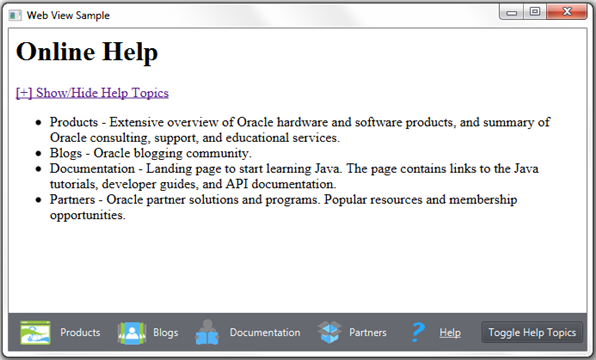 Web View Sample
Online Help
[+] Show/Hide Help Topics
Products - Extensive overview of Oracle hardware and software products, and summary of
Oracle consulting, support, and educational services.
Blogs - Oracle blogging community.
Documentation - Landing page to start learning Java. The page contains links to the Java
tutorials, developer guides, and API documentation.
Partners - Oracle partner solutions and programs. Popular resources and membership
opportunities.
Products Blogs Documentation Partners Help Toggle Help Topics